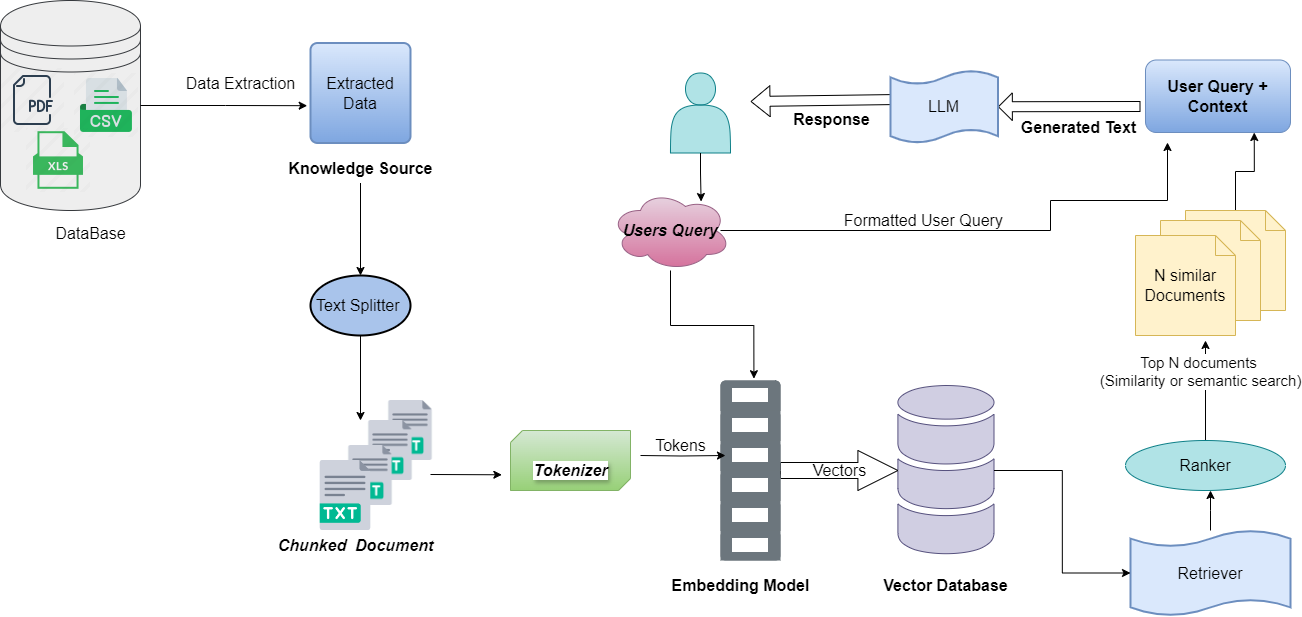 PDF
CSV
XLS
DataBase
Data Extraction
Extracted
Data
Knowledge Source
Text Splitter
T
T
T
TXT
Chunked Document
Tokenizer
Tokens
Users Query
Formatted User Query
Embedding Model
Vectors
Vector Database
Retriever
Ranker
Top N documents
(Similarity or semantic search)
N similar
Documents
User Query +
Context
Generated Text
LLM
Response